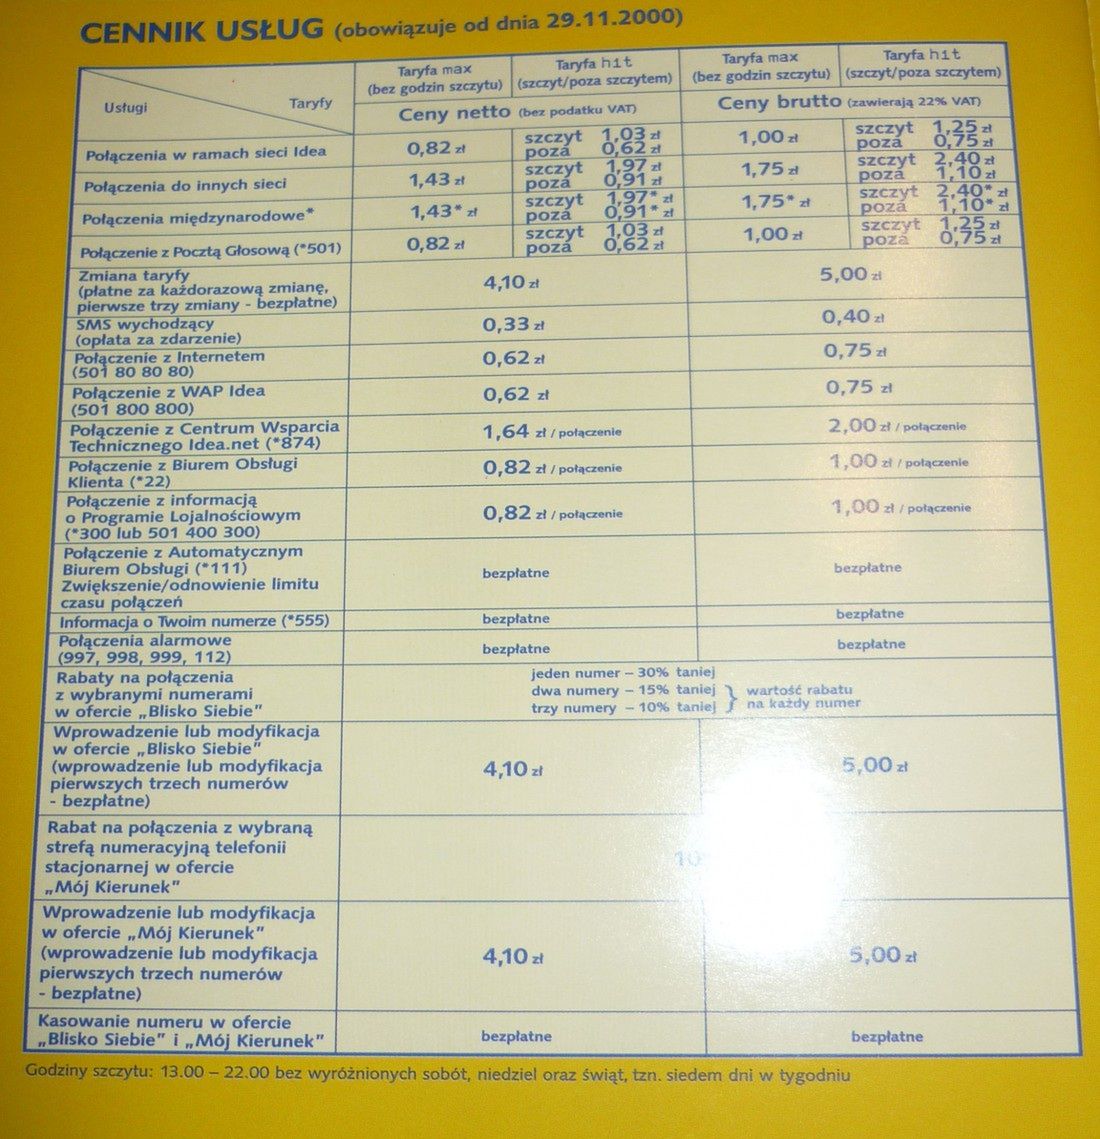 CENNIK USŁUG (obowiązuje od dnia 29.11.2000)
Usługi Taryfy
Taryfa max
(bez godzin szczytu)
Taryfa hit
(szczyt/poza szczytem)
Taryfa max
(bez godzin szczytu)
Taryfa hit
(szczyt/poza szczytem)
Ceny netto (bez podatku VAT)
Ceny brutto (zawierają 22% VAT)
Połączenia w ramach sieci Idea
0,82 zł
szczyt 1,03 zł
poza 0,62 zł
1,00 zł
szczyt 1,25 zł
poza 0,75 zł
Połączenia do innych sieci
1,43 zł
szczyt 1,97 zł
poza 0,91 zł
1,75 zł
szczyt 2,40 zł
poza 1,10 zł
Połączenia międzynarodowe*
1,43* zł
szczyt 1,97* zł
poza 0,91* zł
1,75* zł
szczyt 2,40* zł
poza 1,10* zł
Połączenie z Pocztą Głosową (*501)
0,82 zł
szczyt 1,03 zł
poza 0,62 zł
1,00 zł
szczyt 1,25 zł
poza 0,75 zł
Zmiana taryfy
(płatne za każdorazową zmianę,
pierwsze trzy zmiany - bezpłatne)
4,10 zł
5,00 zł
SMS wychodzący
(opłata za zdarzenie)
0,33 zł
0,40 zł
Połączenie z Internetem
(501 80 80 80)
0,62 zł
0,75 zł
Połączenie z WAP Idea
(501 800 800)
0,62 zł
0,75 zł
Połączenie z Centrum Wsparcia
Technicznego Idea.net (*874)
1,64 zł / połączenie
2,00 zł / połączenie
Połączenie z Biurem Obsługi
Klienta (*22)
0,82 zł / połączenie
1,00 zł / połączenie
Połączenie z informacją
o Programie Lojalnościowym
(*300 lub 501 400 300)
0,82 zł / połączenie
1,00 zł / połączenie
Połączenie z Automatycznym
Biurem Obsługi (*111)
Zwiększenie/odnowienie limitu
czasu połączeń
bezpłatne
bezpłatne
Informacja o Twoim numerze (*555)
bezpłatne
bezpłatne
Połączenia alarmowe
(997, 998, 999, 112)
bezpłatne
bezpłatne
Rabaty na połączenia
z wybranymi numerami
w ofercie „Blisko Siebie"
jeden numer – 30% taniej
dwa numery – 15% taniej
trzy numery – 10% taniej
} wartość rabatu
na każdy numer
Wprowadzenie lub modyfikacja
w ofercie „Blisko Siebie"
(wprowadzenie lub modyfikacja
pierwszych trzech numerów
- bezpłatne)
4,10 zł
5,00 zł
Rabat na połączenia z wybraną
strefą numeracyjną telefonii
stacjonarnej w ofercie
„Mój Kierunek"
10
Wprowadzenie lub modyfikacja
w ofercie „Mój Kierunek"
(wprowadzenie lub modyfikacja
pierwszych trzech numerów
- bezpłatne)
4,10 zł
5,00 zł
Kasowanie numeru w ofercie
„Blisko Siebie" i „Mój Kierunek"
bezpłatne
bezpłatne
Godziny szczytu: 13.00 – 22.00 bez wyróżnionych sobót, niedziel oraz świąt, tzn. siedem dni w tygodniu